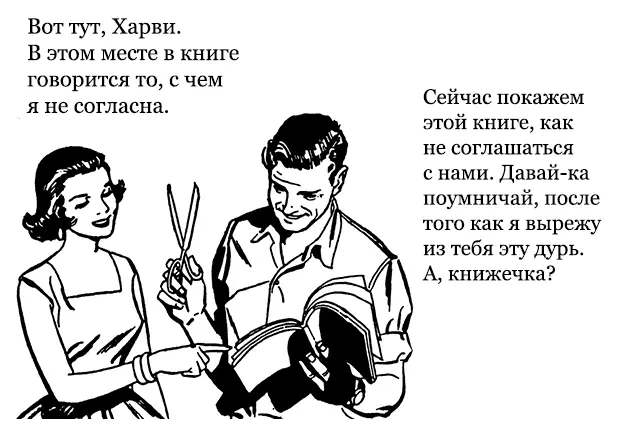 Вот тут, Харви.
В этом месте в книге
говорится то, с чем
я не согласна.
Сейчас покажем
этой книге, как
не соглашаться
с нами. Давай-ка
поумничай, после
того как я вырежу
из тебя эту дурь.
А, книжечка?